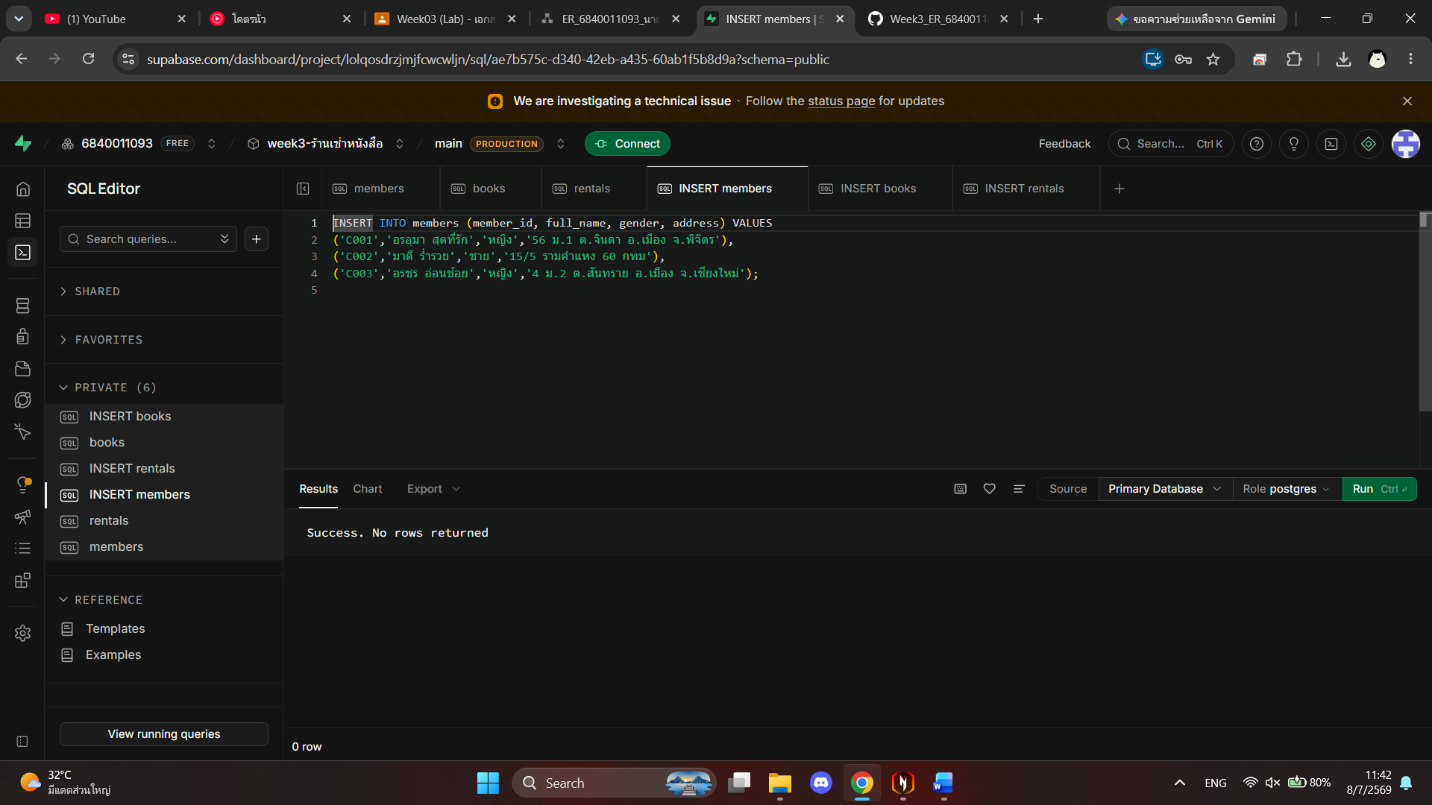 (1) YouTube
โคตรนัว
Week03 (Lab) - เอกส
ER_6840011093_นาย
INSERT members | S
Week3_ER_6840011
ขอความช่วยเหลือจาก Gemini
supabase.com/dashboard/project/lolqosdrzjmjfcwcwljn/sql/ae7b575c-d340-42eb-a435-60ab1f5b8d9a?schema=public
We are investigating a technical issue · Follow the status page for updates
6840011093 FREE
week3-ร้านเช่าหนังสือ
main PRODUCTION
Connect
Feedback
Search... Ctrl K
SQL Editor
members
books
rentals
INSERT members
INSERT books
INSERT rentals
Search queries...
SHARED
FAVORITES
PRIVATE (6)
SQL INSERT books
SQL books
SQL INSERT rentals
SQL INSERT members
SQL rentals
SQL members
REFERENCE
Templates
Examples
View running queries
1 INSERT INTO members (member_id, full_name, gender, address) VALUES
2 ('C001','อรอุมา สุดที่รัก','หญิง','56 ม.1 ต.จินดา อ.เมือง จ.พิจิตร'),
3 ('C002','มาดี ร่ำรวย','ชาย','15/5 รามคำแหง 60 กทม'),
4 ('C003','อรชร อ่อนช้อย','หญิง','4 ม.2 ต.สันทราย อ.เมือง จ.เชียงใหม่');
5
Results
Chart
Export
Source
Primary Database
Role postgres
Run Ctrl
Success. No rows returned
0 row
32°C
มีแดดส่วนใหญ่
Search
ENG
80%
11:42
8/7/2569